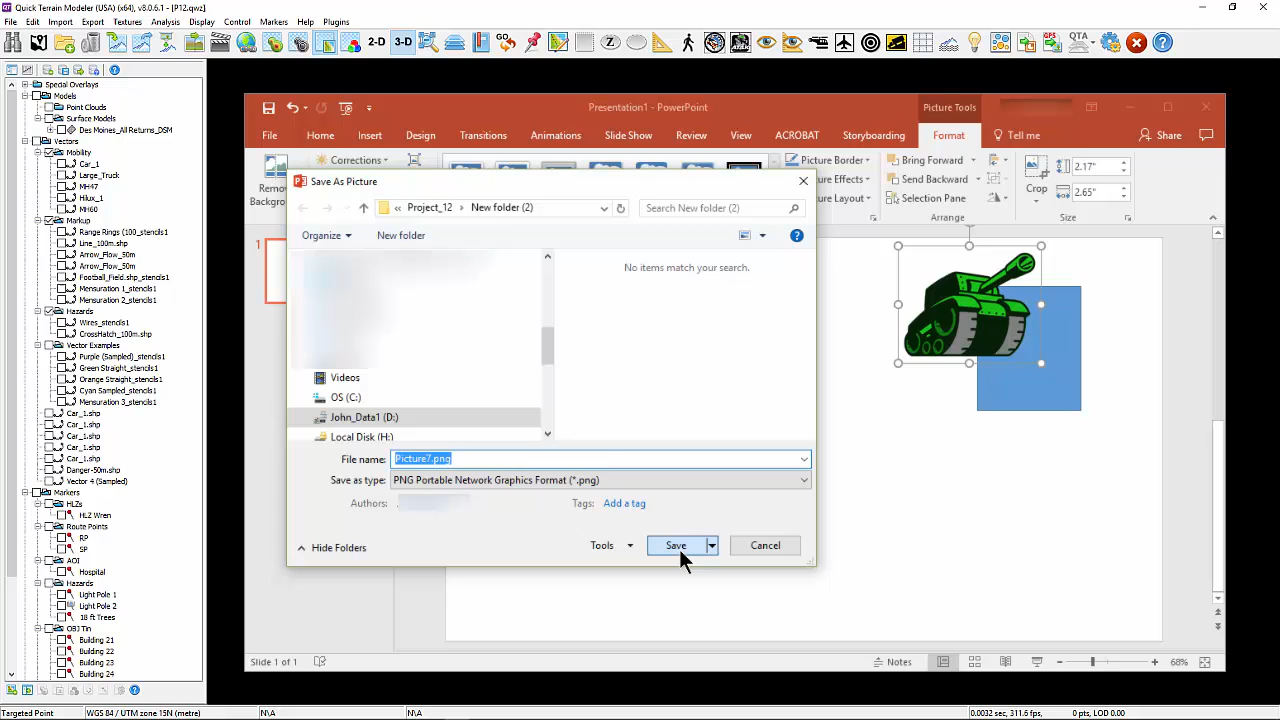 Quick Terrain Modeler (USA) (x64), v8.0.6.1 - [P12.qwz]
File Edit Import Export Textures Analysis Display Control Markers Help Plugins
2-D 3-D QTA
Special Overlays
Models
Point Clouds
Surface Models
Des Moines_All Returns_DSM
Vectors
Mobility
Car_1
Large_Truck
MH47
Hilux_1
MH60
Markup
Range Rings (100_stencils1
Line_100m.shp
Arrow_Flow_50m
Arrow_Flow_50m
Football_Field.shp_stencils1
Mensuration 1_stencils1
Mensuration 2_stencils1
Hazards
Wires_stencils1
CrossHatch_100m.shp
Vector Examples
Purple (Sampled)_stencils1
Green Straight_stencils1
Orange Straight_stencils1
Cyan Sampled_stencils1
Mensuration 3_stencils1
Car_1.shp
Car_1.shp
Car_1.shp
Car_1.shp
Car_1.shp
Danger-50m.shp
Vector 4 (Sampled)
Markers
HLZs
HLZ Wren
Route Points
RP
SP
AOI
Hospital
Hazards
Light Pole 1
Light Pole 2
18 ft Trees
OBJ Tn
Building 21
Building 22
Building 23
Building 24
Presentation1 - PowerPoint
Picture Tools
File Home Insert Design Transitions Animations Slide Show Review View ACROBAT Storyboarding Format Tell me Share
Corrections
Picture Border
Bring Forward
2.17"
Send Backward
Selection Pane
Crop
2.65"
Arrange
Size
1
Save As Picture
« Project_12 > New folder (2)
Search New folder (2)
Organize
New folder
No items match your search.
Videos
OS (C:)
John_Data1 (D:)
Local Disk (H:)
File name: Picture7.png
Save as type: PNG Portable Network Graphics Format (*.png)
Authors:
Tags: Add a tag
Hide Folders
Tools
Save
Cancel
Slide 1 of 1
Notes
68%
Targeted Point WGS 84 / UTM zone 15N (metre) N/A N/A 0.0032 sec, 311.6 fps, 0 pts, LOD 0.00